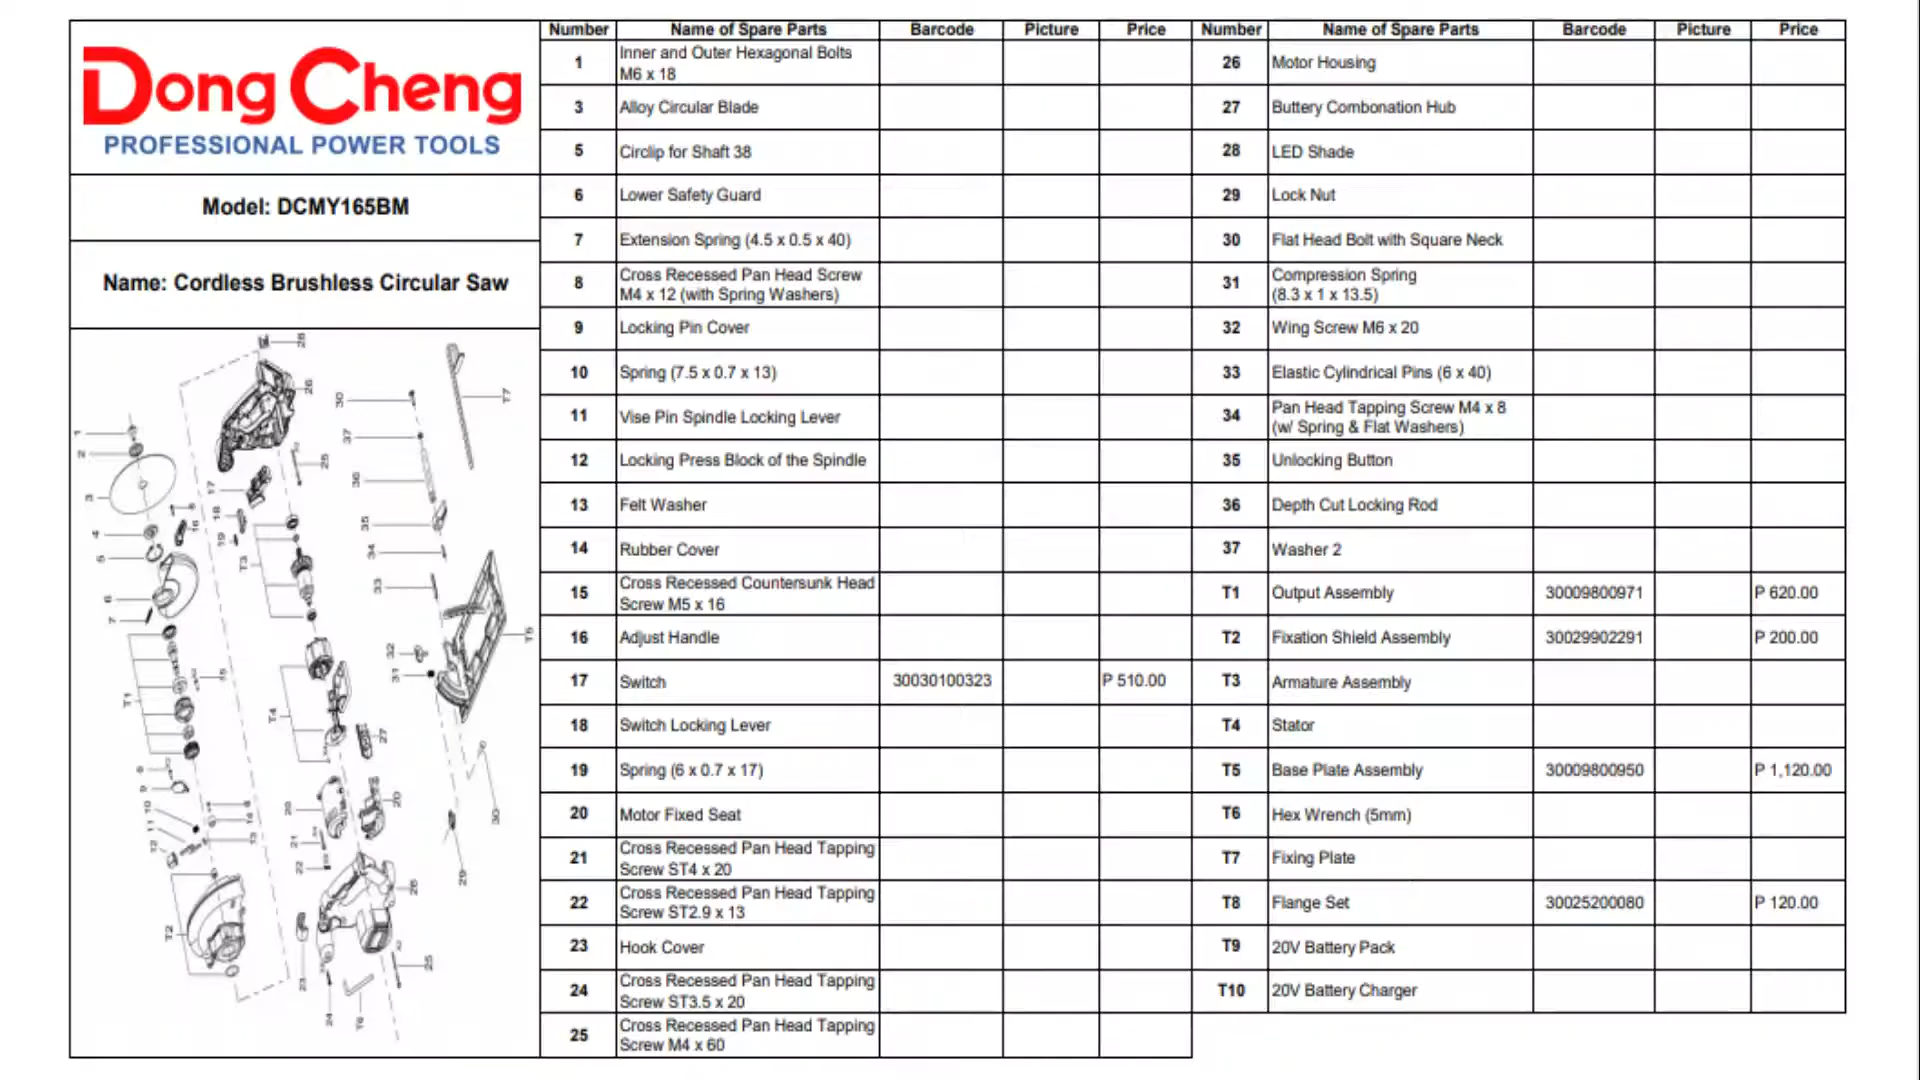 Dong Cheng
PROFESSIONAL POWER TOOLS
Model: DCMY165BM
Name: Cordless Brushless Circular Saw
Number Name of Spare Parts Barcode Picture Price
1 Inner and Outer Hexagonal Bolts
M6 x 18
3 Alloy Circular Blade
5 Circlip for Shaft 38
6 Lower Safety Guard
7 Extension Spring (4.5 x 0.5 x 40)
8 Cross Recessed Pan Head Screw
M4 x 12 (with Spring Washers)
9 Locking Pin Cover
10 Spring (7.5 x 0.7 x 13)
11 Vise Pin Spindle Locking Lever
12 Locking Press Block of the Spindle
13 Felt Washer
14 Rubber Cover
15 Cross Recessed Countersunk Head
Screw M5 x 16
16 Adjust Handle
17 Switch 30030100323 P 510.00
18 Switch Locking Lever
19 Spring (6 x 0.7 x 17)
20 Motor Fixed Seat
21 Cross Recessed Pan Head Tapping
Screw ST4 x 20
22 Cross Recessed Pan Head Tapping
Screw ST2.9 x 13
23 Hook Cover
24 Cross Recessed Pan Head Tapping
Screw ST3.5 x 20
25 Cross Recessed Pan Head Tapping
Screw M4 x 60
Number Name of Spare Parts Barcode Picture Price
26 Motor Housing
27 Buttery Combonation Hub
28 LED Shade
29 Lock Nut
30 Flat Head Bolt with Square Neck
31 Compression Spring
(8.3 x 1 x 13.5)
32 Wing Screw M6 x 20
33 Elastic Cylindrical Pins (6 x 40)
34 Pan Head Tapping Screw M4 x 8
(w/ Spring & Flat Washers)
35 Unlocking Button
36 Depth Cut Locking Rod
37 Washer 2
T1 Output Assembly 30009800971 P 620.00
T2 Fixation Shield Assembly 30029902291 P 200.00
T3 Armature Assembly
T4 Stator
T5 Base Plate Assembly 30009800950 P 1,120.00
T6 Hex Wrench (5mm)
T7 Fixing Plate
T8 Flange Set 30025200080 P 120.00
T9 20V Battery Pack
T10 20V Battery Charger